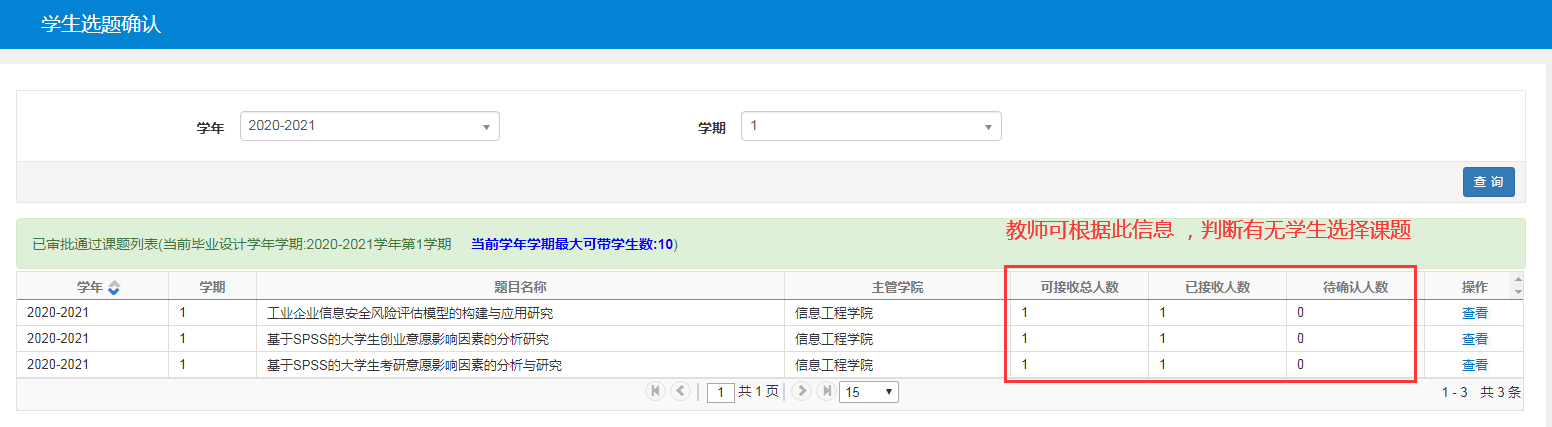 学生选题确认
学年 2020-2021 学期 1
查 询
教师可根据此信息 ，判断有无学生选择课题
已审批通过课题列表(当前毕业设计学年学期:2020-2021学年第1学期 当前学年学期最大可带学生数:10)
学年 学期 题目名称 主管学院 可接收总人数 已接收人数 待确认人数 操作
2020-2021 1 工业企业信息安全风险评估模型的构建与应用研究 信息工程学院 1 1 0 查看
2020-2021 1 基于SPSS的大学生创业意愿影响因素的分析研究 信息工程学院 1 1 0 查看
2020-2021 1 基于SPSS的大学生考研意愿影响因素的分析与研究 信息工程学院 1 1 0 查看
1 共 1 页 15 1 - 3 共 3 条